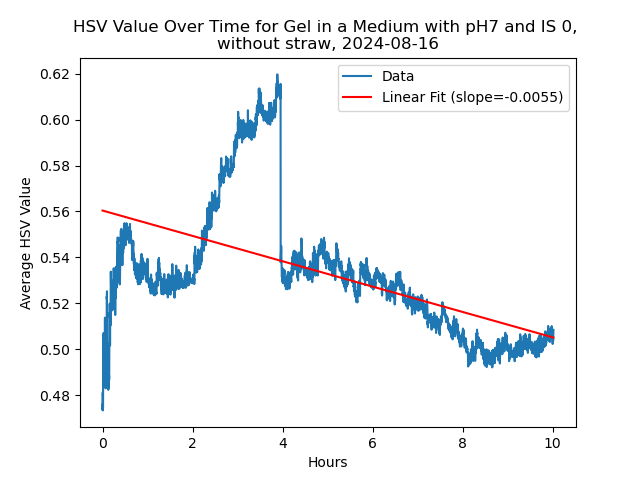 HSV Value Over Time for Gel in a Medium with pH7 and IS 0,
without straw, 2024-08-16
Data
Linear Fit (slope=-0.0055)
Average HSV Value
0.62
0.60
0.58
0.56
0.54
0.52
0.50
0.48
0 2 4 6 8 10
Hours